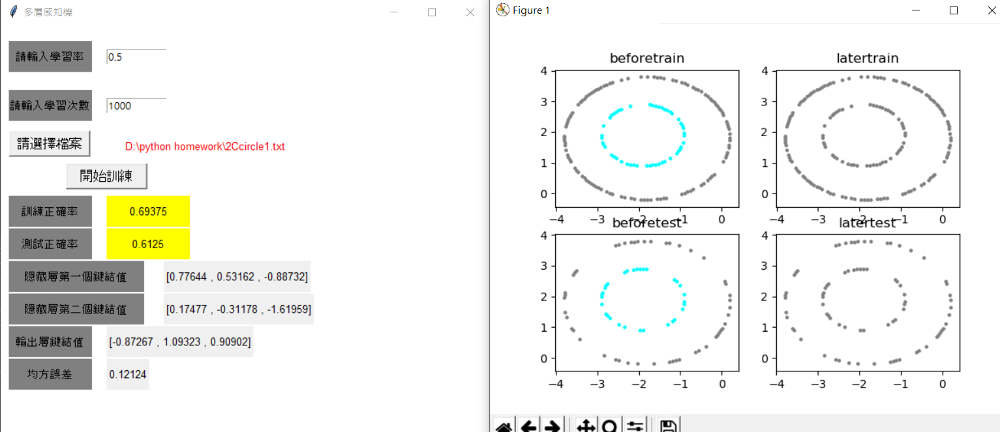 多層感知機
請輸入學習率 0.5
請輸入學習次數 1000
請選擇檔案 D:\python homework\2Ccircle1.txt
開始訓練
訓練正確率 0.69375
測試正確率 0.6125
隱藏層第一個鍵結值 [0.77644 , 0.53162 , -0.88732]
隱藏層第二個鍵結值 [0.17477 , -0.31178 , -1.61959]
輸出層鍵結值 [-0.87267 , 1.09323 , 0.90902]
均方誤差 0.12124
Figure 1
beforetrain
4
3
2
1
0
−4 −3 −2 −1 0
latertrain
4
3
2
1
0
−4 −3 −2 −1 0
beforetest
4
3
2
1
0
−4 −3 −2 −1 0
latertest
4
3
2
1
0
−4 −3 −2 −1 0